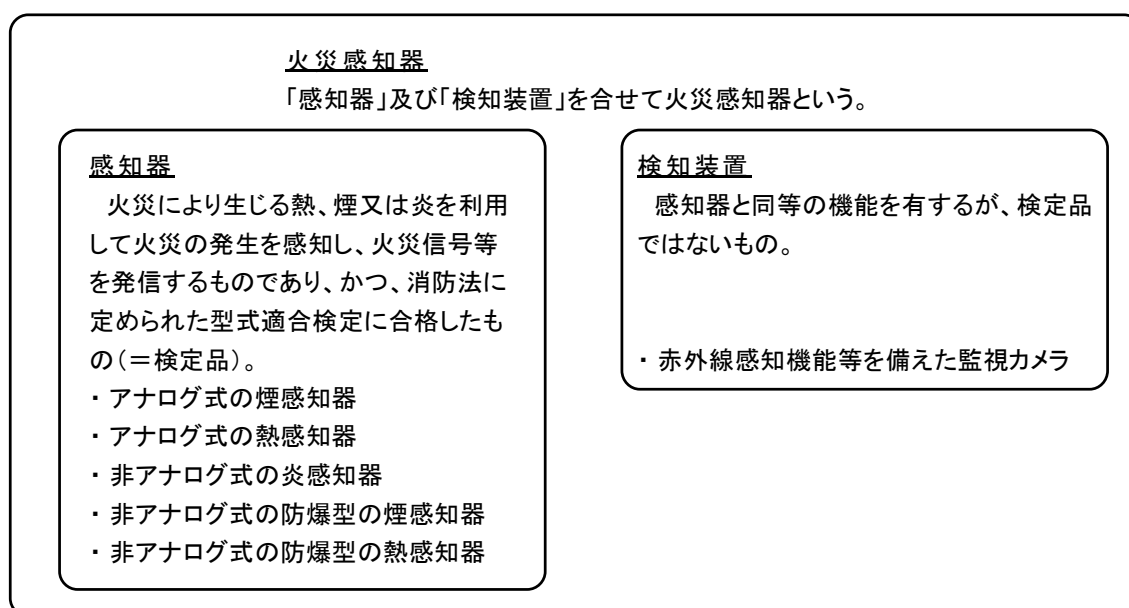 火災感知器
「感知器」及び「検知装置」を合せて火災感知器という。
感知器
火災により生じる熱、煙又は炎を利用
して火災の発生を感知し、火災信号等
を発信するものであり、かつ、消防法に
定められた型式適合検定に合格したも
の(=検定品)。
・ アナログ式の煙感知器
・ アナログ式の熱感知器
・ 非アナログ式の炎感知器
・ 非アナログ式の防爆型の煙感知器
・ 非アナログ式の防爆型の熱感知器
検知装置
感知器と同等の機能を有するが、検定品
ではないもの。
・ 赤外線感知機能等を備えた監視カメラ